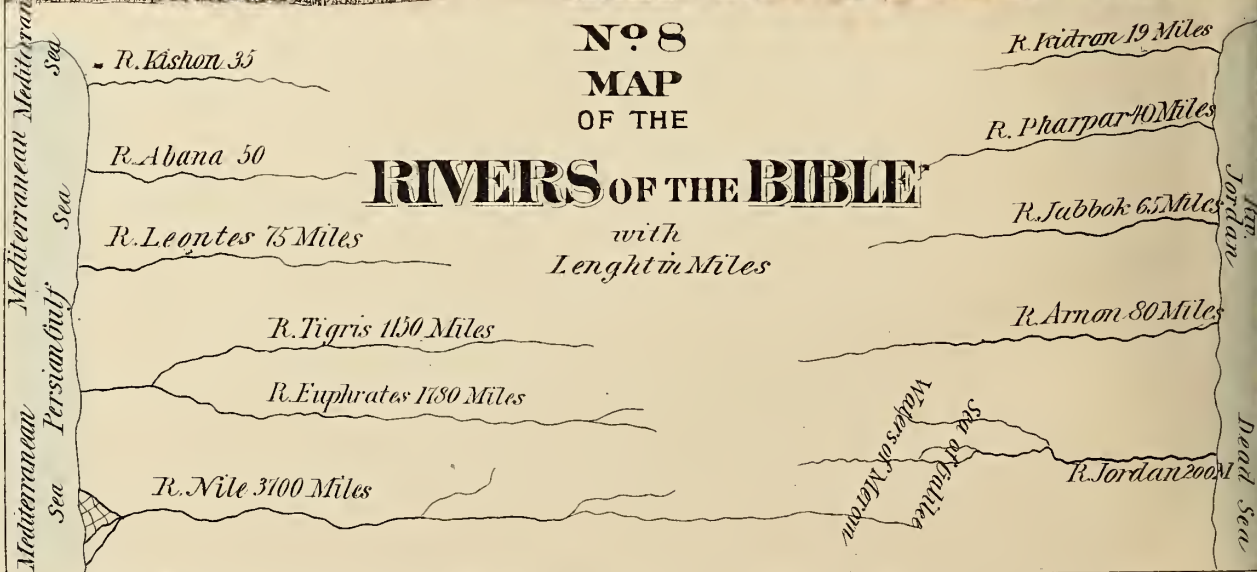 Nº 8
MAP
OF THE
RIVERS OF THE BIBLE
with
Lenght in Miles
Mediterranean
Sea
R. Kishon 35
Mediterranean
Sea
R. Abana 50
R. Leontes 75 Miles
Persian Gulf
R. Tigris 1150 Miles
R. Euphrates 1780 Miles
Mediterranean
Sea
R. Nile 3700 Miles
R. Kidron 19 Miles
R. Pharpar 40 Miles
R. Jabbok 65 Miles
Riv.
Jordan
R. Arnon 80 Miles
Waters of Merom
Sea of Galilee
R. Jordan 200 M
Dead Sea